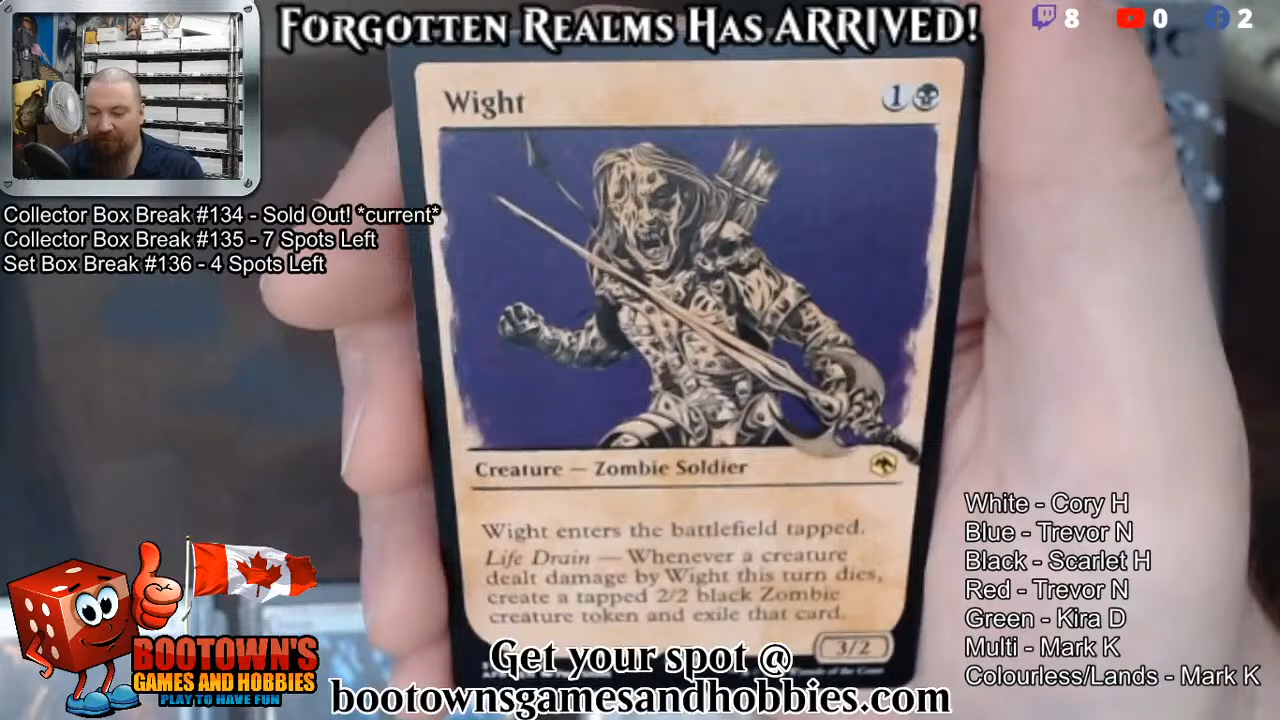 FORGOTTEN REALMS HAS ARRIVED!
8 0 2
Wight 1
Collector Box Break #134 - Sold Out! *current*
Collector Box Break #135 - 7 Spots Left
Set Box Break #136 - 4 Spots Left
Creature — Zombie Soldier
Wight enters the battlefield tapped.
Life Drain — Whenever a creature
dealt damage by Wight this turn dies,
create a tapped 2/2 black Zombie
creature token and exile that card.
3/2
White - Cory H
Blue - Trevor N
Black - Scarlet H
Red - Trevor N
Green - Kira D
Multi - Mark K
Colourless/Lands - Mark K
BOOTOWN'S
GAMES AND HOBBIES
PLAY TO HAVE FUN
Get your spot @
bootownsgamesandhobbies.com